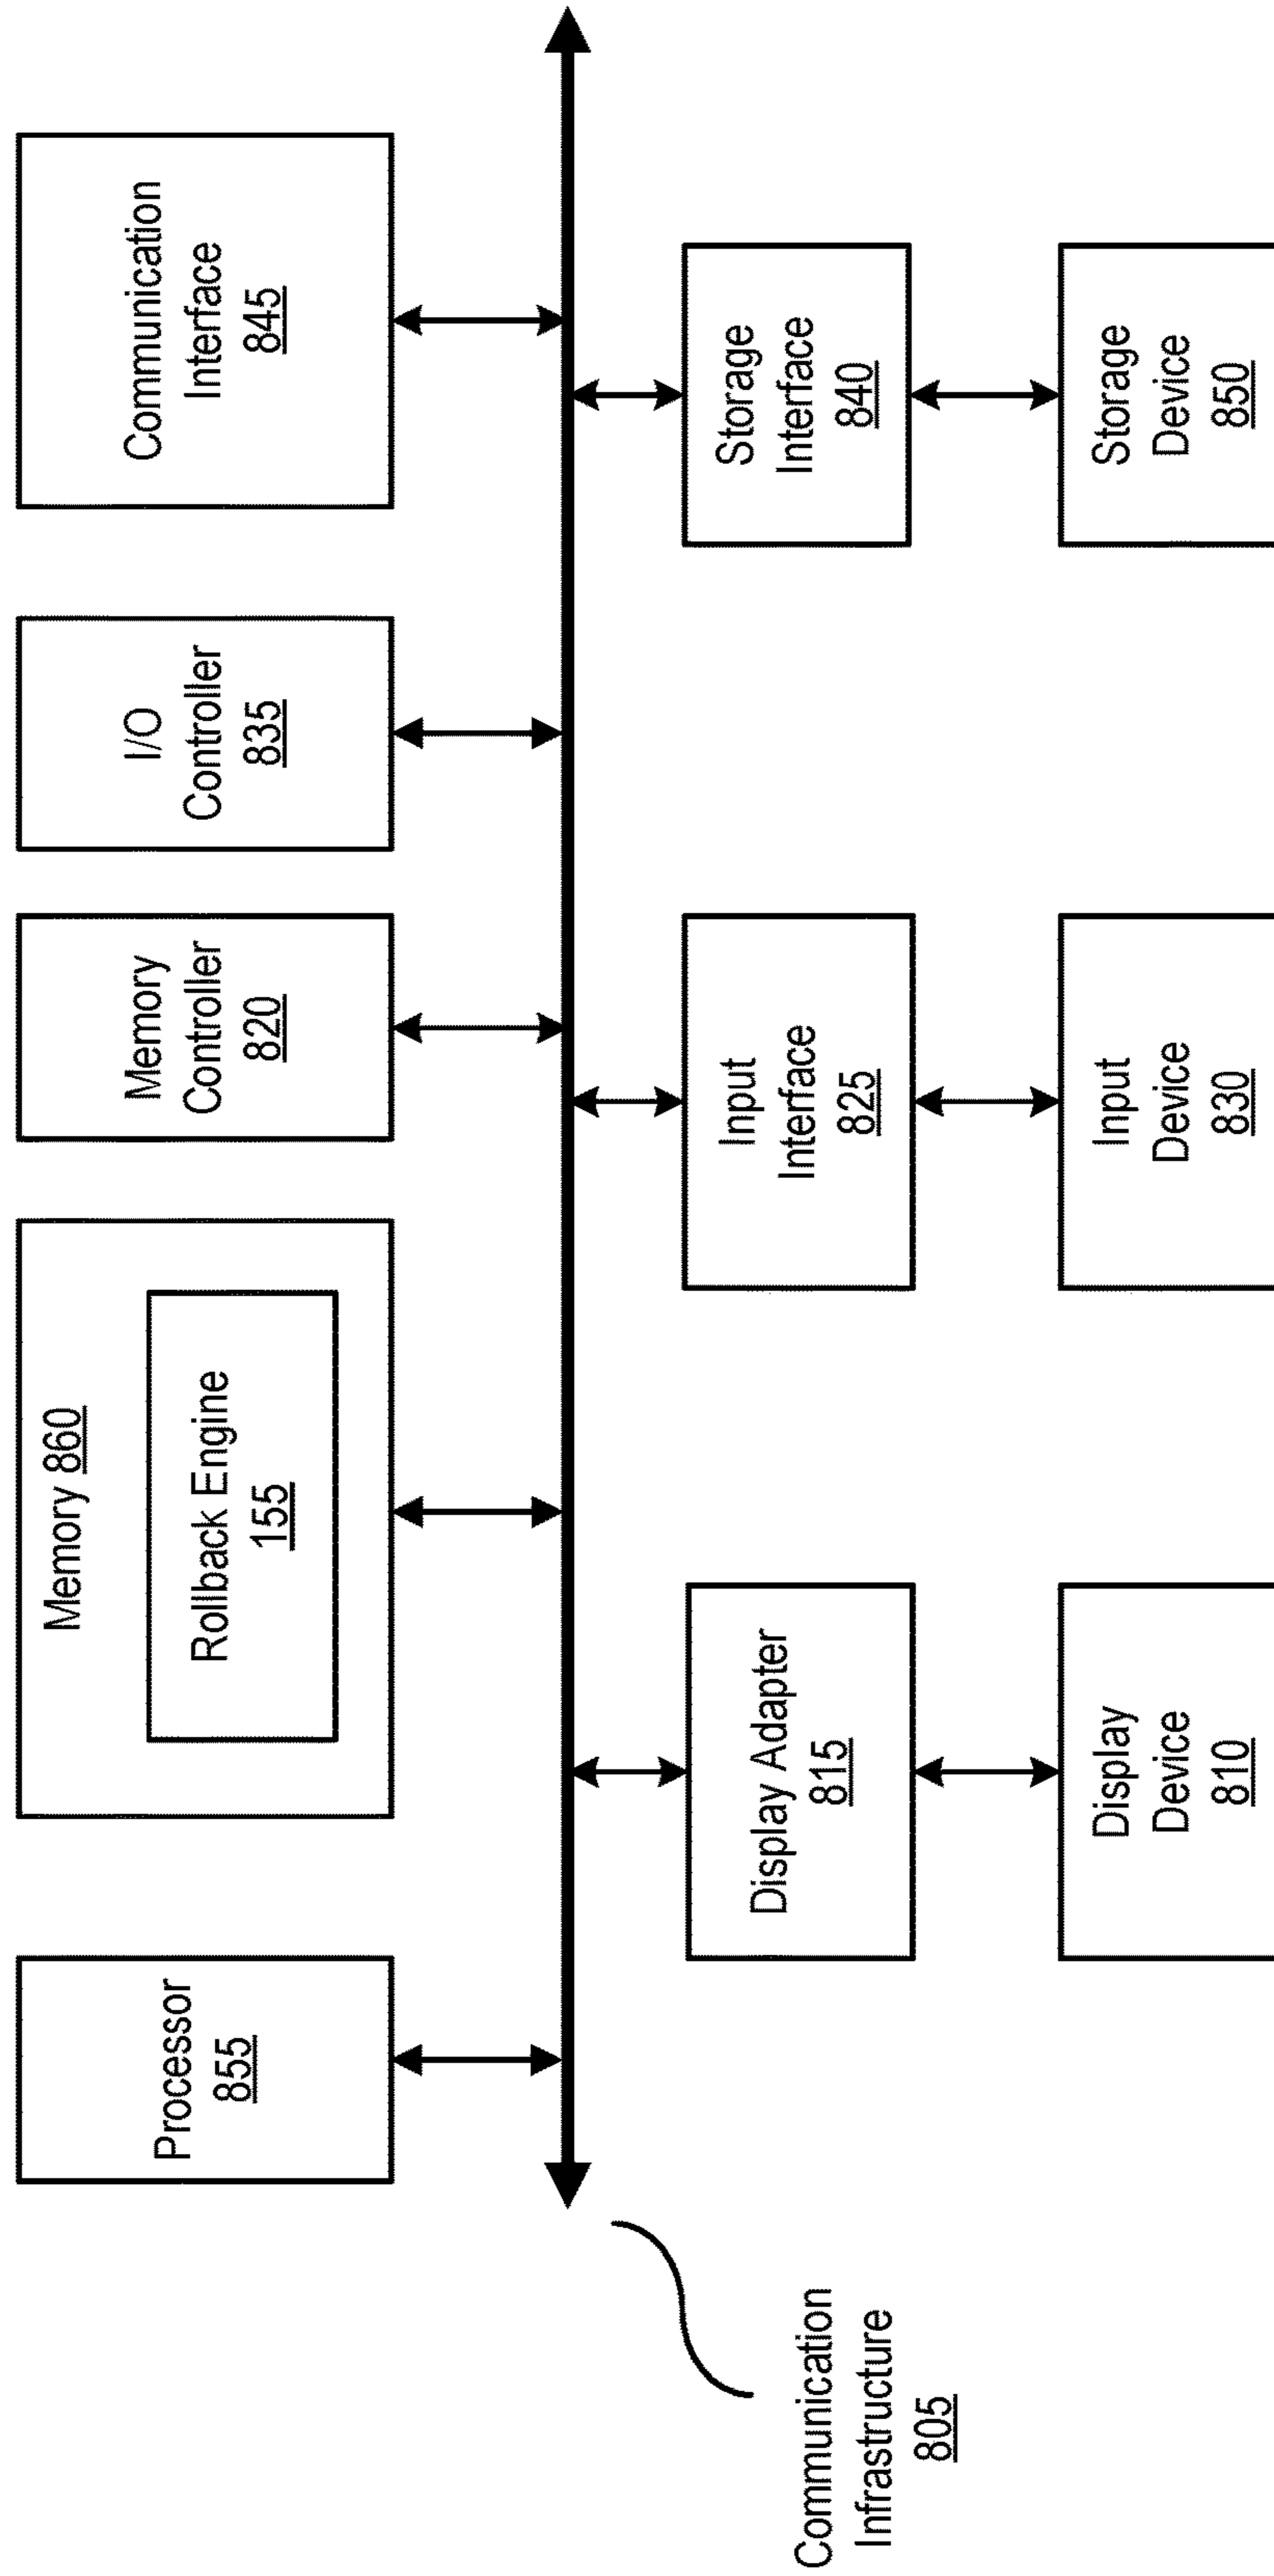 Processor
855
Memory 860
Rollback Engine
155
Memory
Controller
820
I/O
Controller
835
Communication
Interface
845
Communication
Infrastructure
805
Display Adapter
815
Input
Interface
825
Storage
Interface
840
Display
Device
810
Input
Device
830
Storage
Device
850